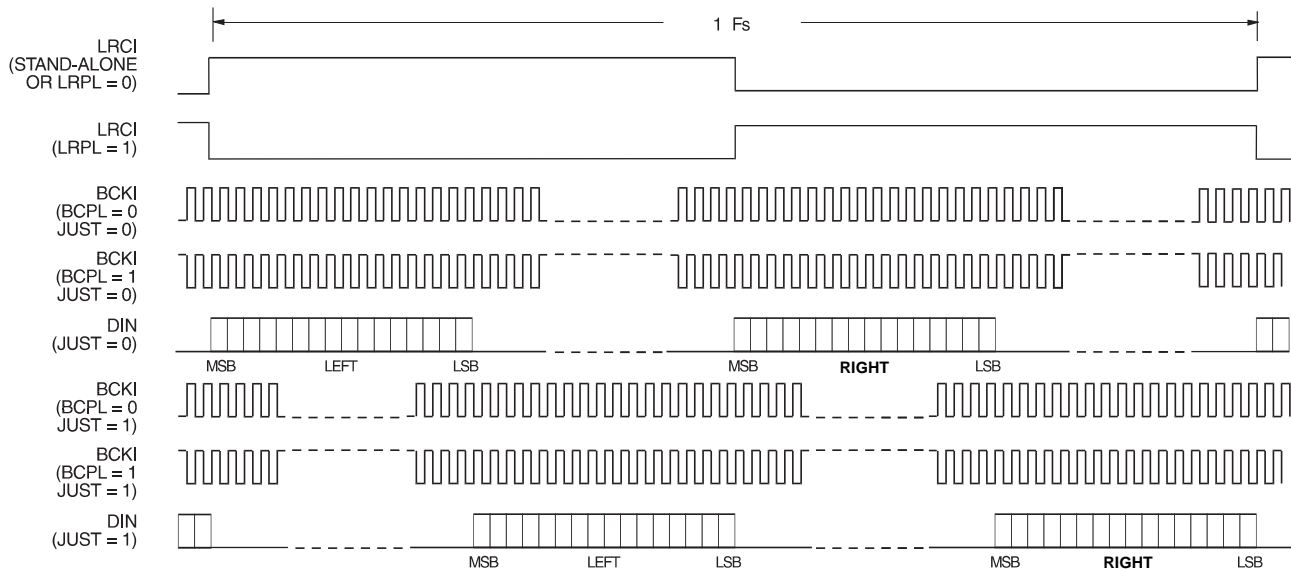 1 Fs
LRCI
(STAND-ALONE
OR LRPL = 0)
LRCI
(LRPL = 1)
BCKI
(BCPL = 0
JUST = 0)
BCKI
(BCPL = 1
JUST = 0)
DIN
(JUST = 0)
MSB LEFT LSB MSB RIGHT LSB
BCKI
(BCPL = 0
JUST = 1)
BCKI
(BCPL = 1
JUST = 1)
DIN
(JUST = 1)
MSB LEFT LSB MSB RIGHT LSB